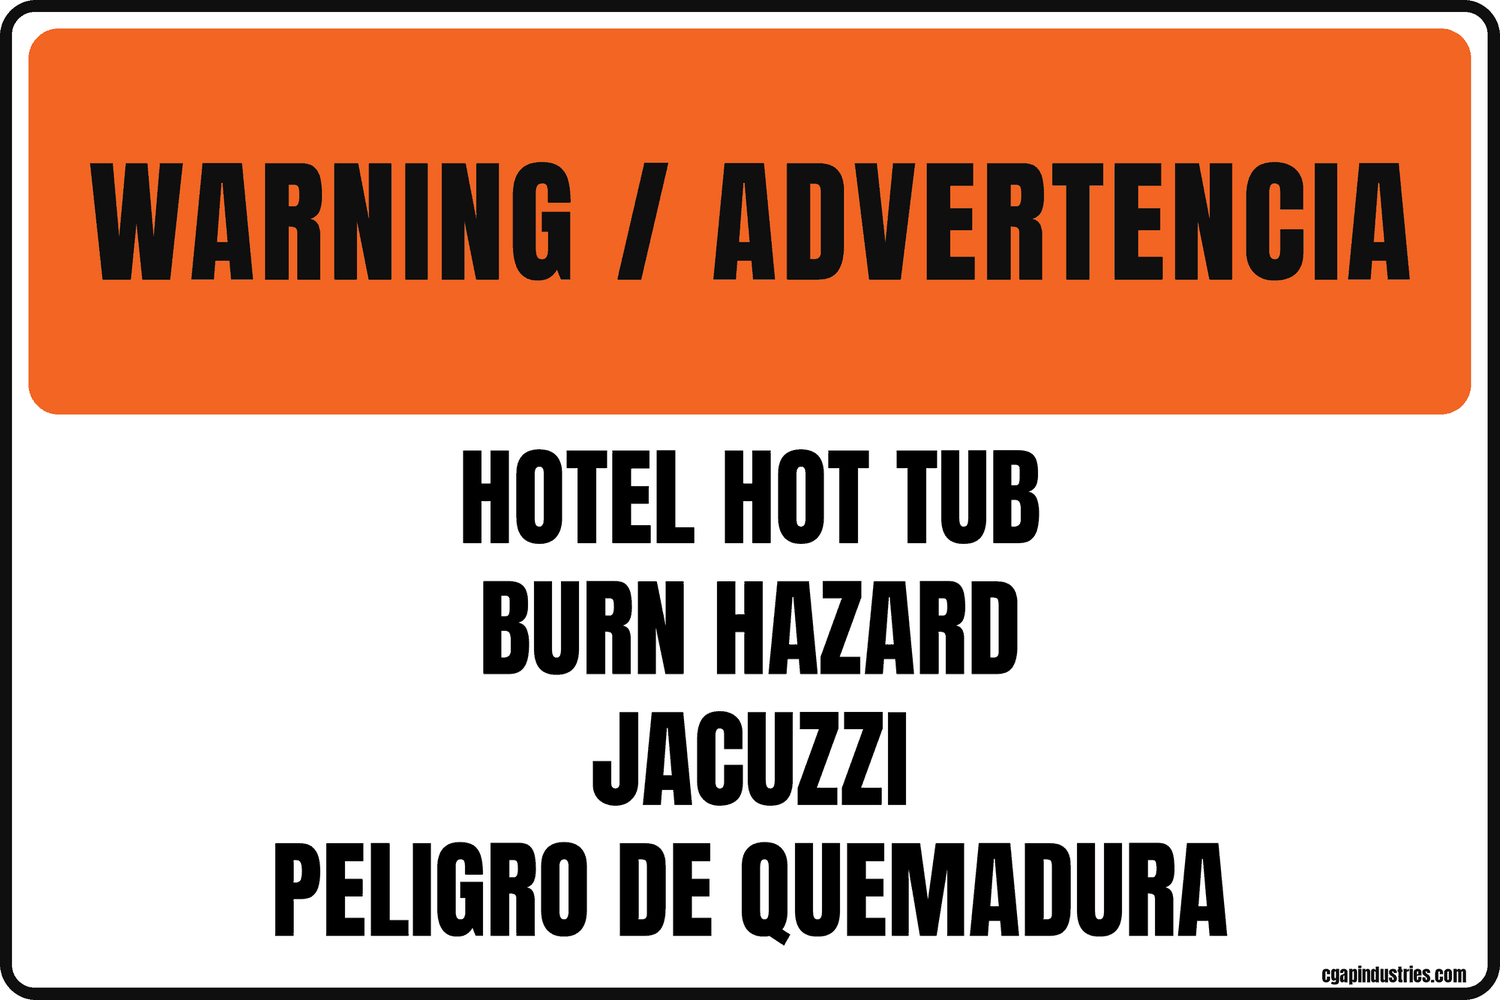 WARNING / ADVERTENCIA
HOTEL HOT TUB
BURN HAZARD
JACUZZI
PELIGRO DE QUEMADURA
cgapindustries.com